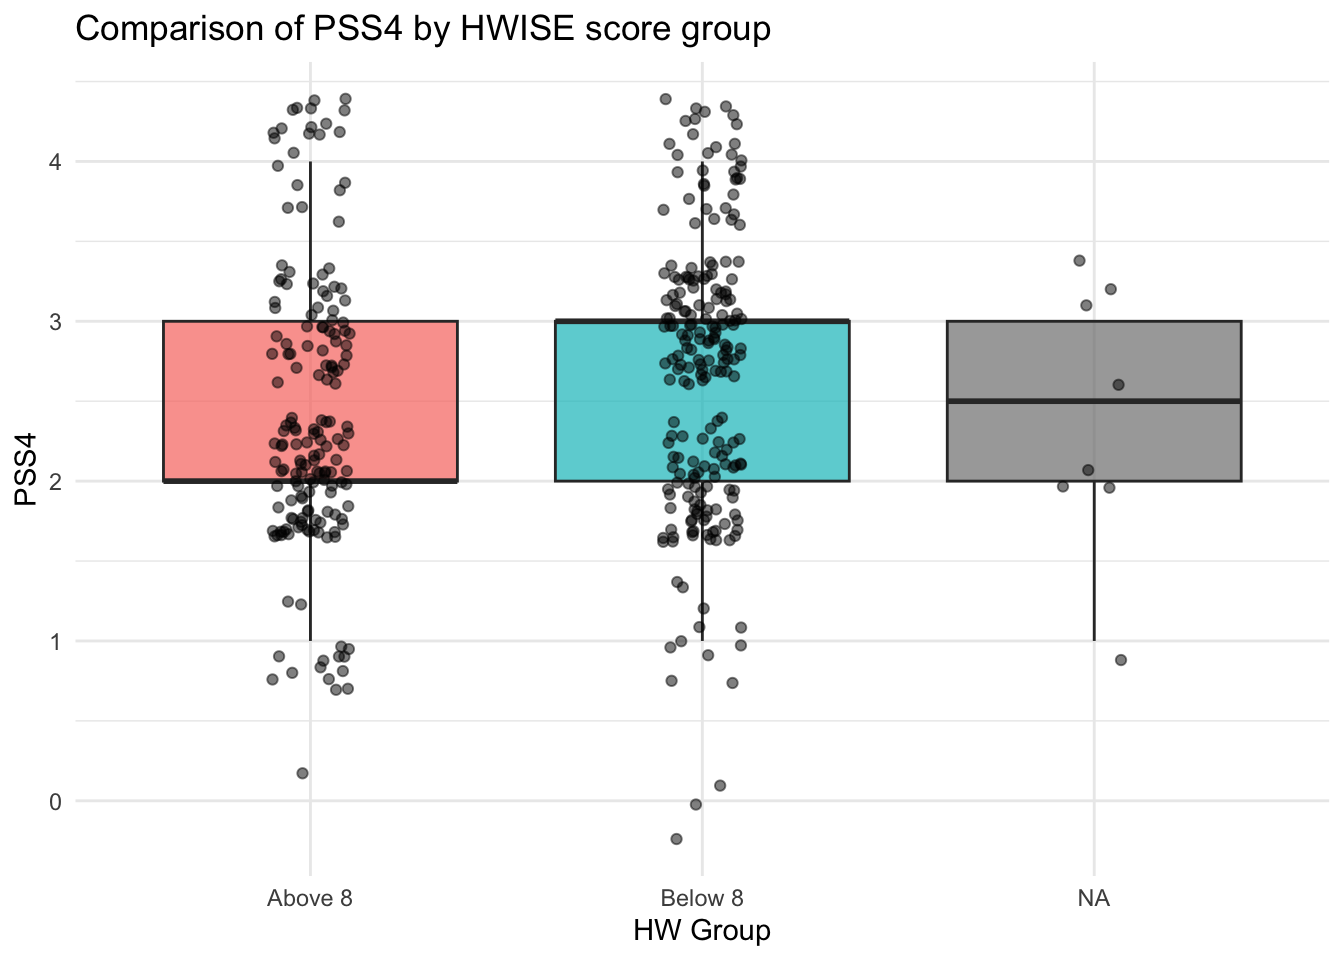 Comparison of PSS4 by HWISE score group
PSS4
4
3
2
1
0
Above 8
Below 8
NA
HW Group